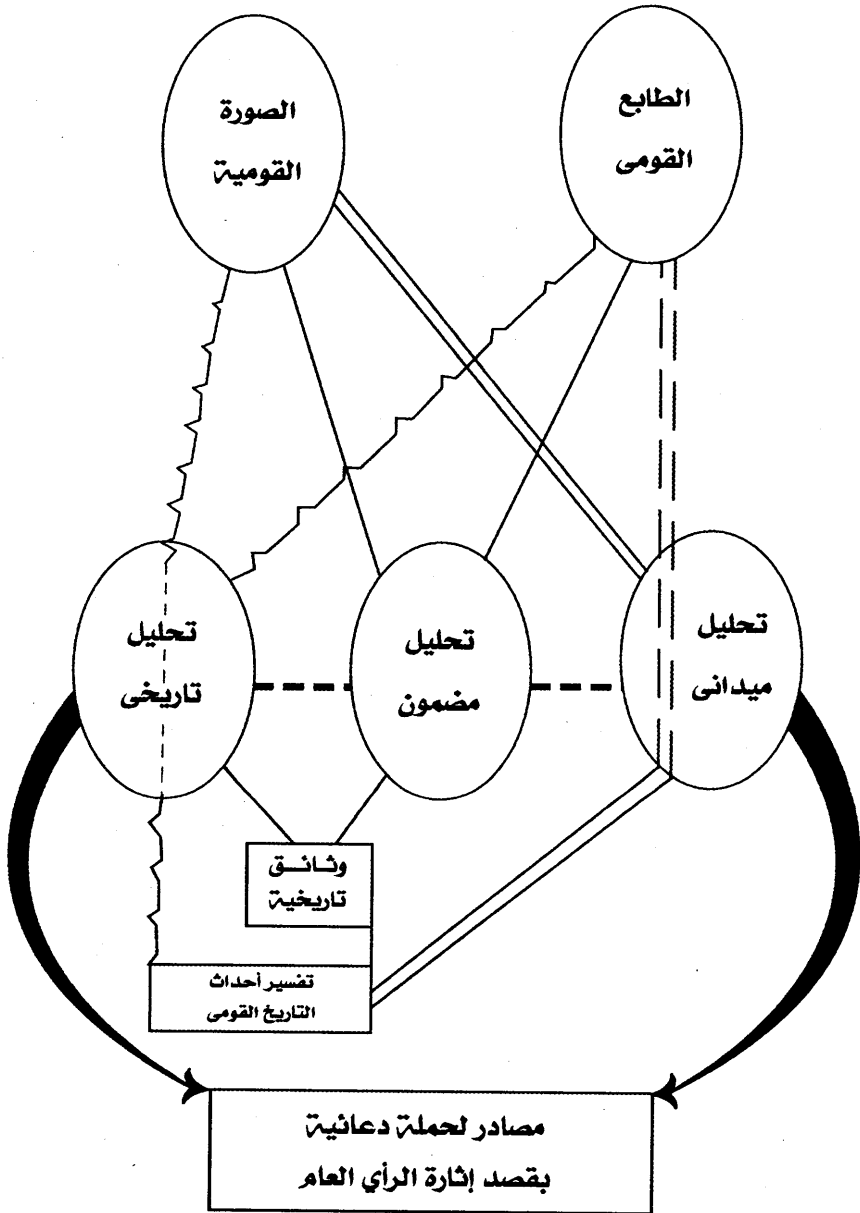 الطابع
القومى
الصورة
القومية
تحليل
ميدانى
تحليل
مضمون
تحليل
تاريخى
وثائق
تاريخية
تفسير أحداث
التاريخ القومى
مصادر لحملة دعائية
بقصد إثارة الرأي العام